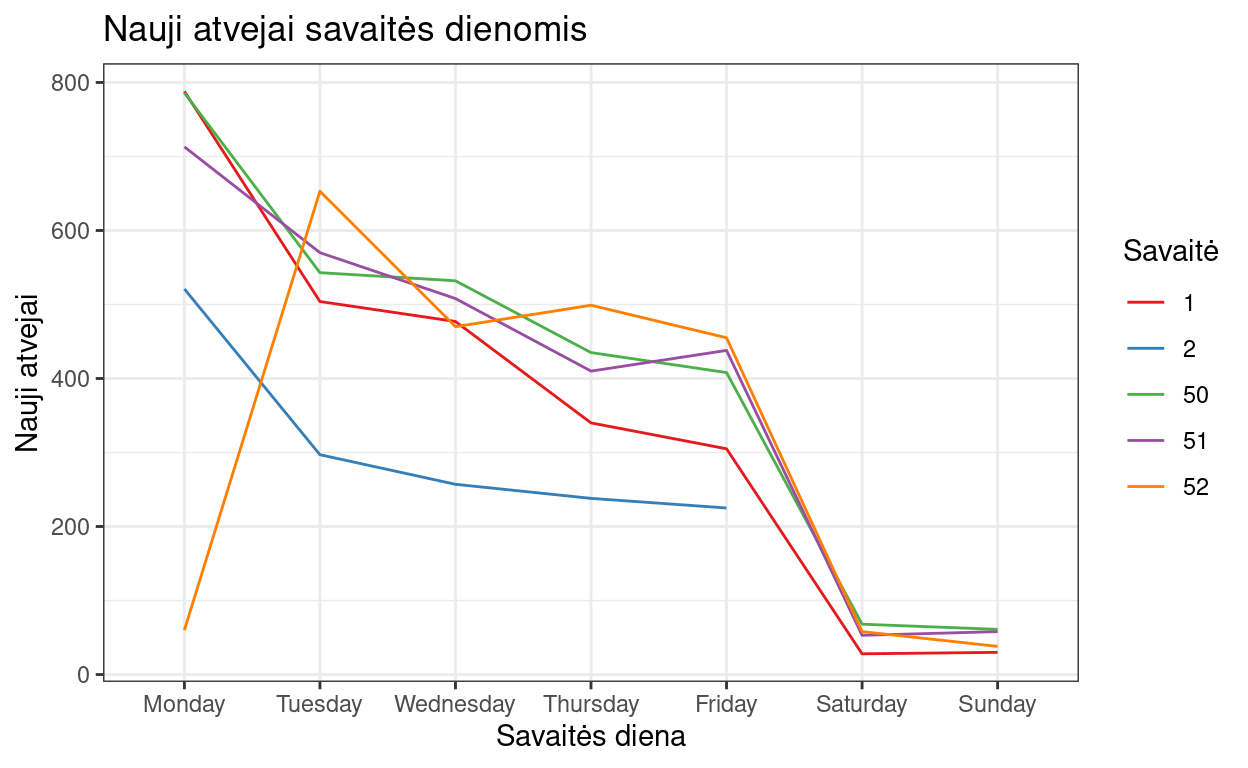 Nauji atvejai savaitės dienomis
Nauji atvejai
800
600
400
200
0
Monday Tuesday Wednesday Thursday Friday Saturday Sunday
Savaitės diena
Savaitė
1
2
50
51
52